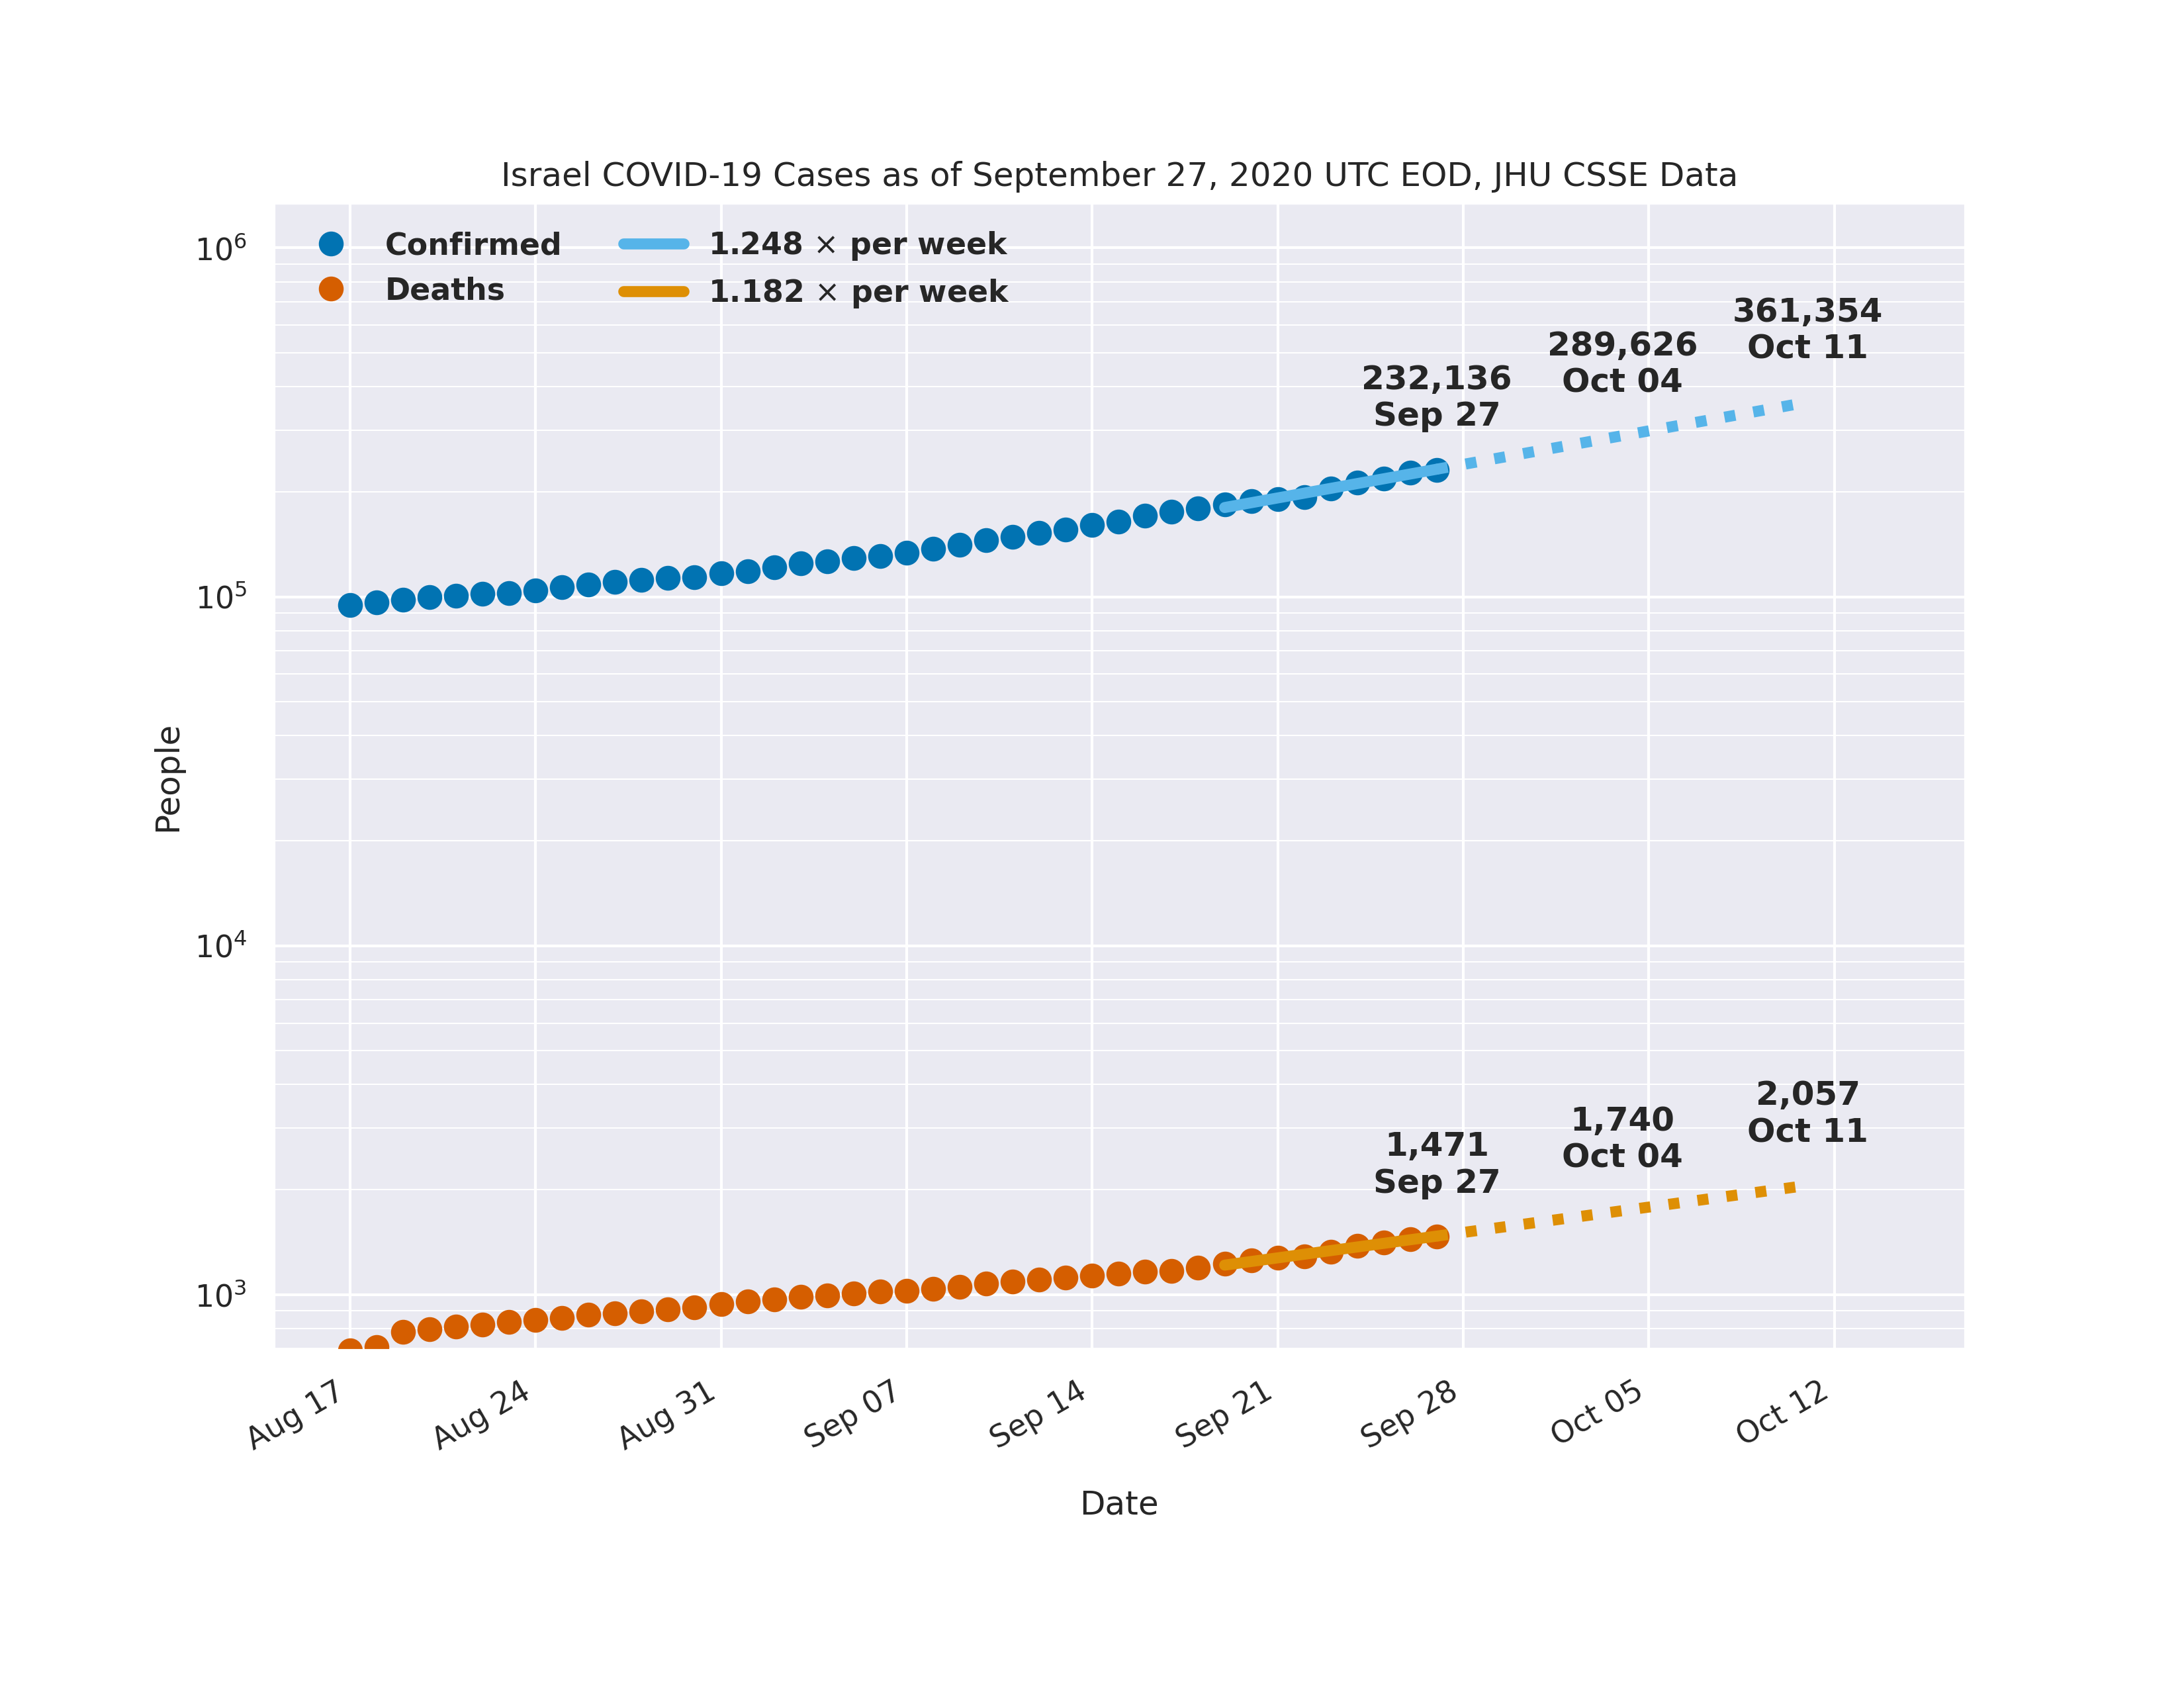 Israel COVID-19 Cases as of September 27, 2020 UTC EOD, JHU CSSE Data
Confirmed
Deaths
1.248 × per week
1.182 × per week
10⁶
10⁵
10⁴
10³
People
232,136
Sep 27
289,626
Oct 04
361,354
Oct 11
1,471
Sep 27
1,740
Oct 04
2,057
Oct 11
Aug 17
Aug 24
Aug 31
Sep 07
Sep 14
Sep 21
Sep 28
Oct 05
Oct 12
Date